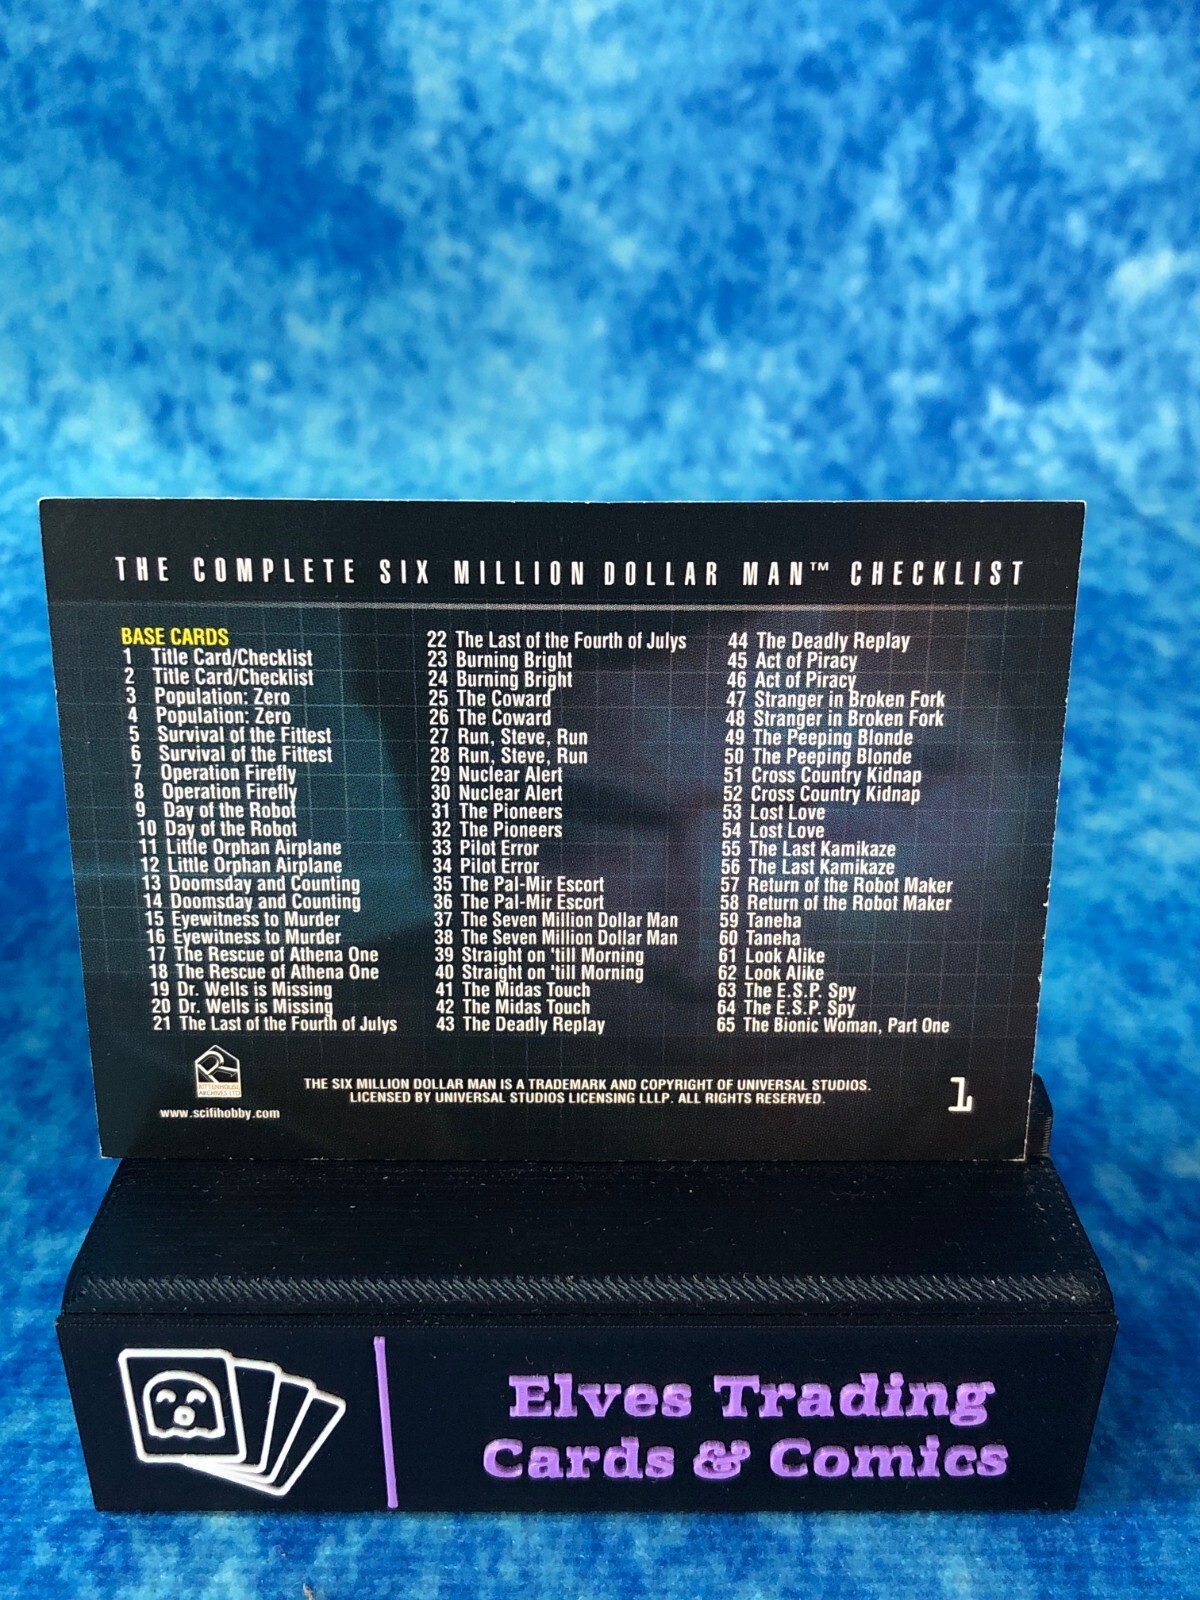 THE COMPLETE SIX MILLION DOLLAR MAN™ CHECKLIST
BASE CARDS
1 Title Card/Checklist
2 Title Card/Checklist
3 Population: Zero
4 Population: Zero
5 Survival of the Fittest
6 Survival of the Fittest
7 Operation Firefly
8 Operation Firefly
9 Day of the Robot
10 Day of the Robot
11 Little Orphan Airplane
12 Little Orphan Airplane
13 Doomsday and Counting
14 Doomsday and Counting
15 Eyewitness to Murder
16 Eyewitness to Murder
17 The Rescue of Athena One
18 The Rescue of Athena One
19 Dr. Wells is Missing
20 Dr. Wells is Missing
21 The Last of the Fourth of Julys
22 The Last of the Fourth of Julys
23 Burning Bright
24 Burning Bright
25 The Coward
26 The Coward
27 Run, Steve, Run
28 Run, Steve, Run
29 Nuclear Alert
30 Nuclear Alert
31 The Pioneers
32 The Pioneers
33 Pilot Error
34 Pilot Error
35 The Pal-Mir Escort
36 The Pal-Mir Escort
37 The Seven Million Dollar Man
38 The Seven Million Dollar Man
39 Straight on 'till Morning
40 Straight on 'till Morning
41 The Midas Touch
42 The Midas Touch
43 The Deadly Replay
44 The Deadly Replay
45 Act of Piracy
46 Act of Piracy
47 Stranger in Broken Fork
48 Stranger in Broken Fork
49 The Peeping Blonde
50 The Peeping Blonde
51 Cross Country Kidnap
52 Cross Country Kidnap
53 Lost Love
54 Lost Love
55 The Last Kamikaze
56 The Last Kamikaze
57 Return of the Robot Maker
58 Return of the Robot Maker
59 Taneha
60 Taneha
61 Look Alike
62 Look Alike
63 The E.S.P. Spy
64 The E.S.P. Spy
65 The Bionic Woman, Part One
RITTENHOUSE
ARCHIVES LTD
www.scifihobby.com
THE SIX MILLION DOLLAR MAN IS A TRADEMARK AND COPYRIGHT OF UNIVERSAL STUDIOS.
LICENSED BY UNIVERSAL STUDIOS LICENSING LLLP. ALL RIGHTS RESERVED.
1
Elves Trading
Cards & Comics